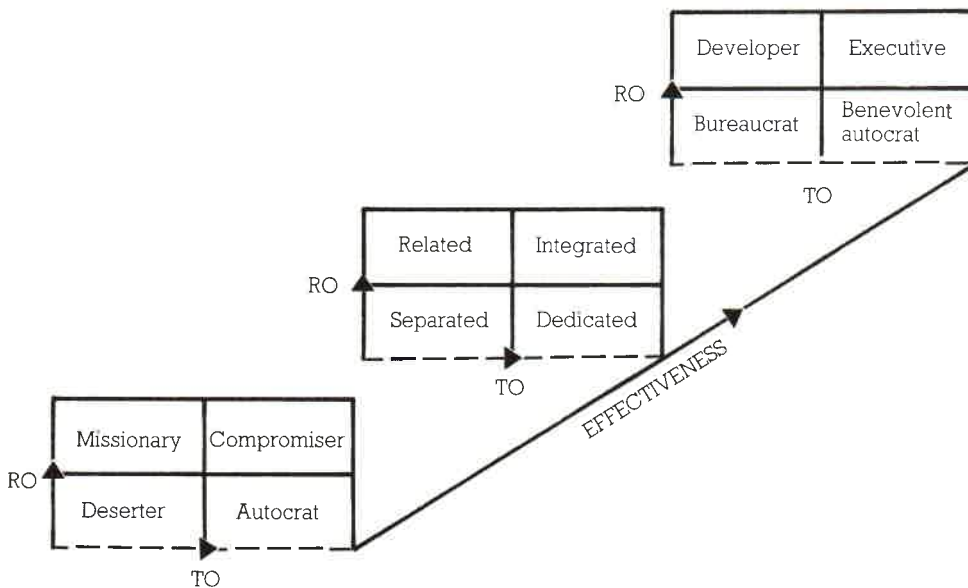 Developer
Executive
RO
Bureaucrat
Benevolent
autocrat
TO
Related
Integrated
RO
Separated
Dedicated
TO
EFFECTIVENESS
Missionary
Compromiser
RO
Deserter
Autocrat
TO